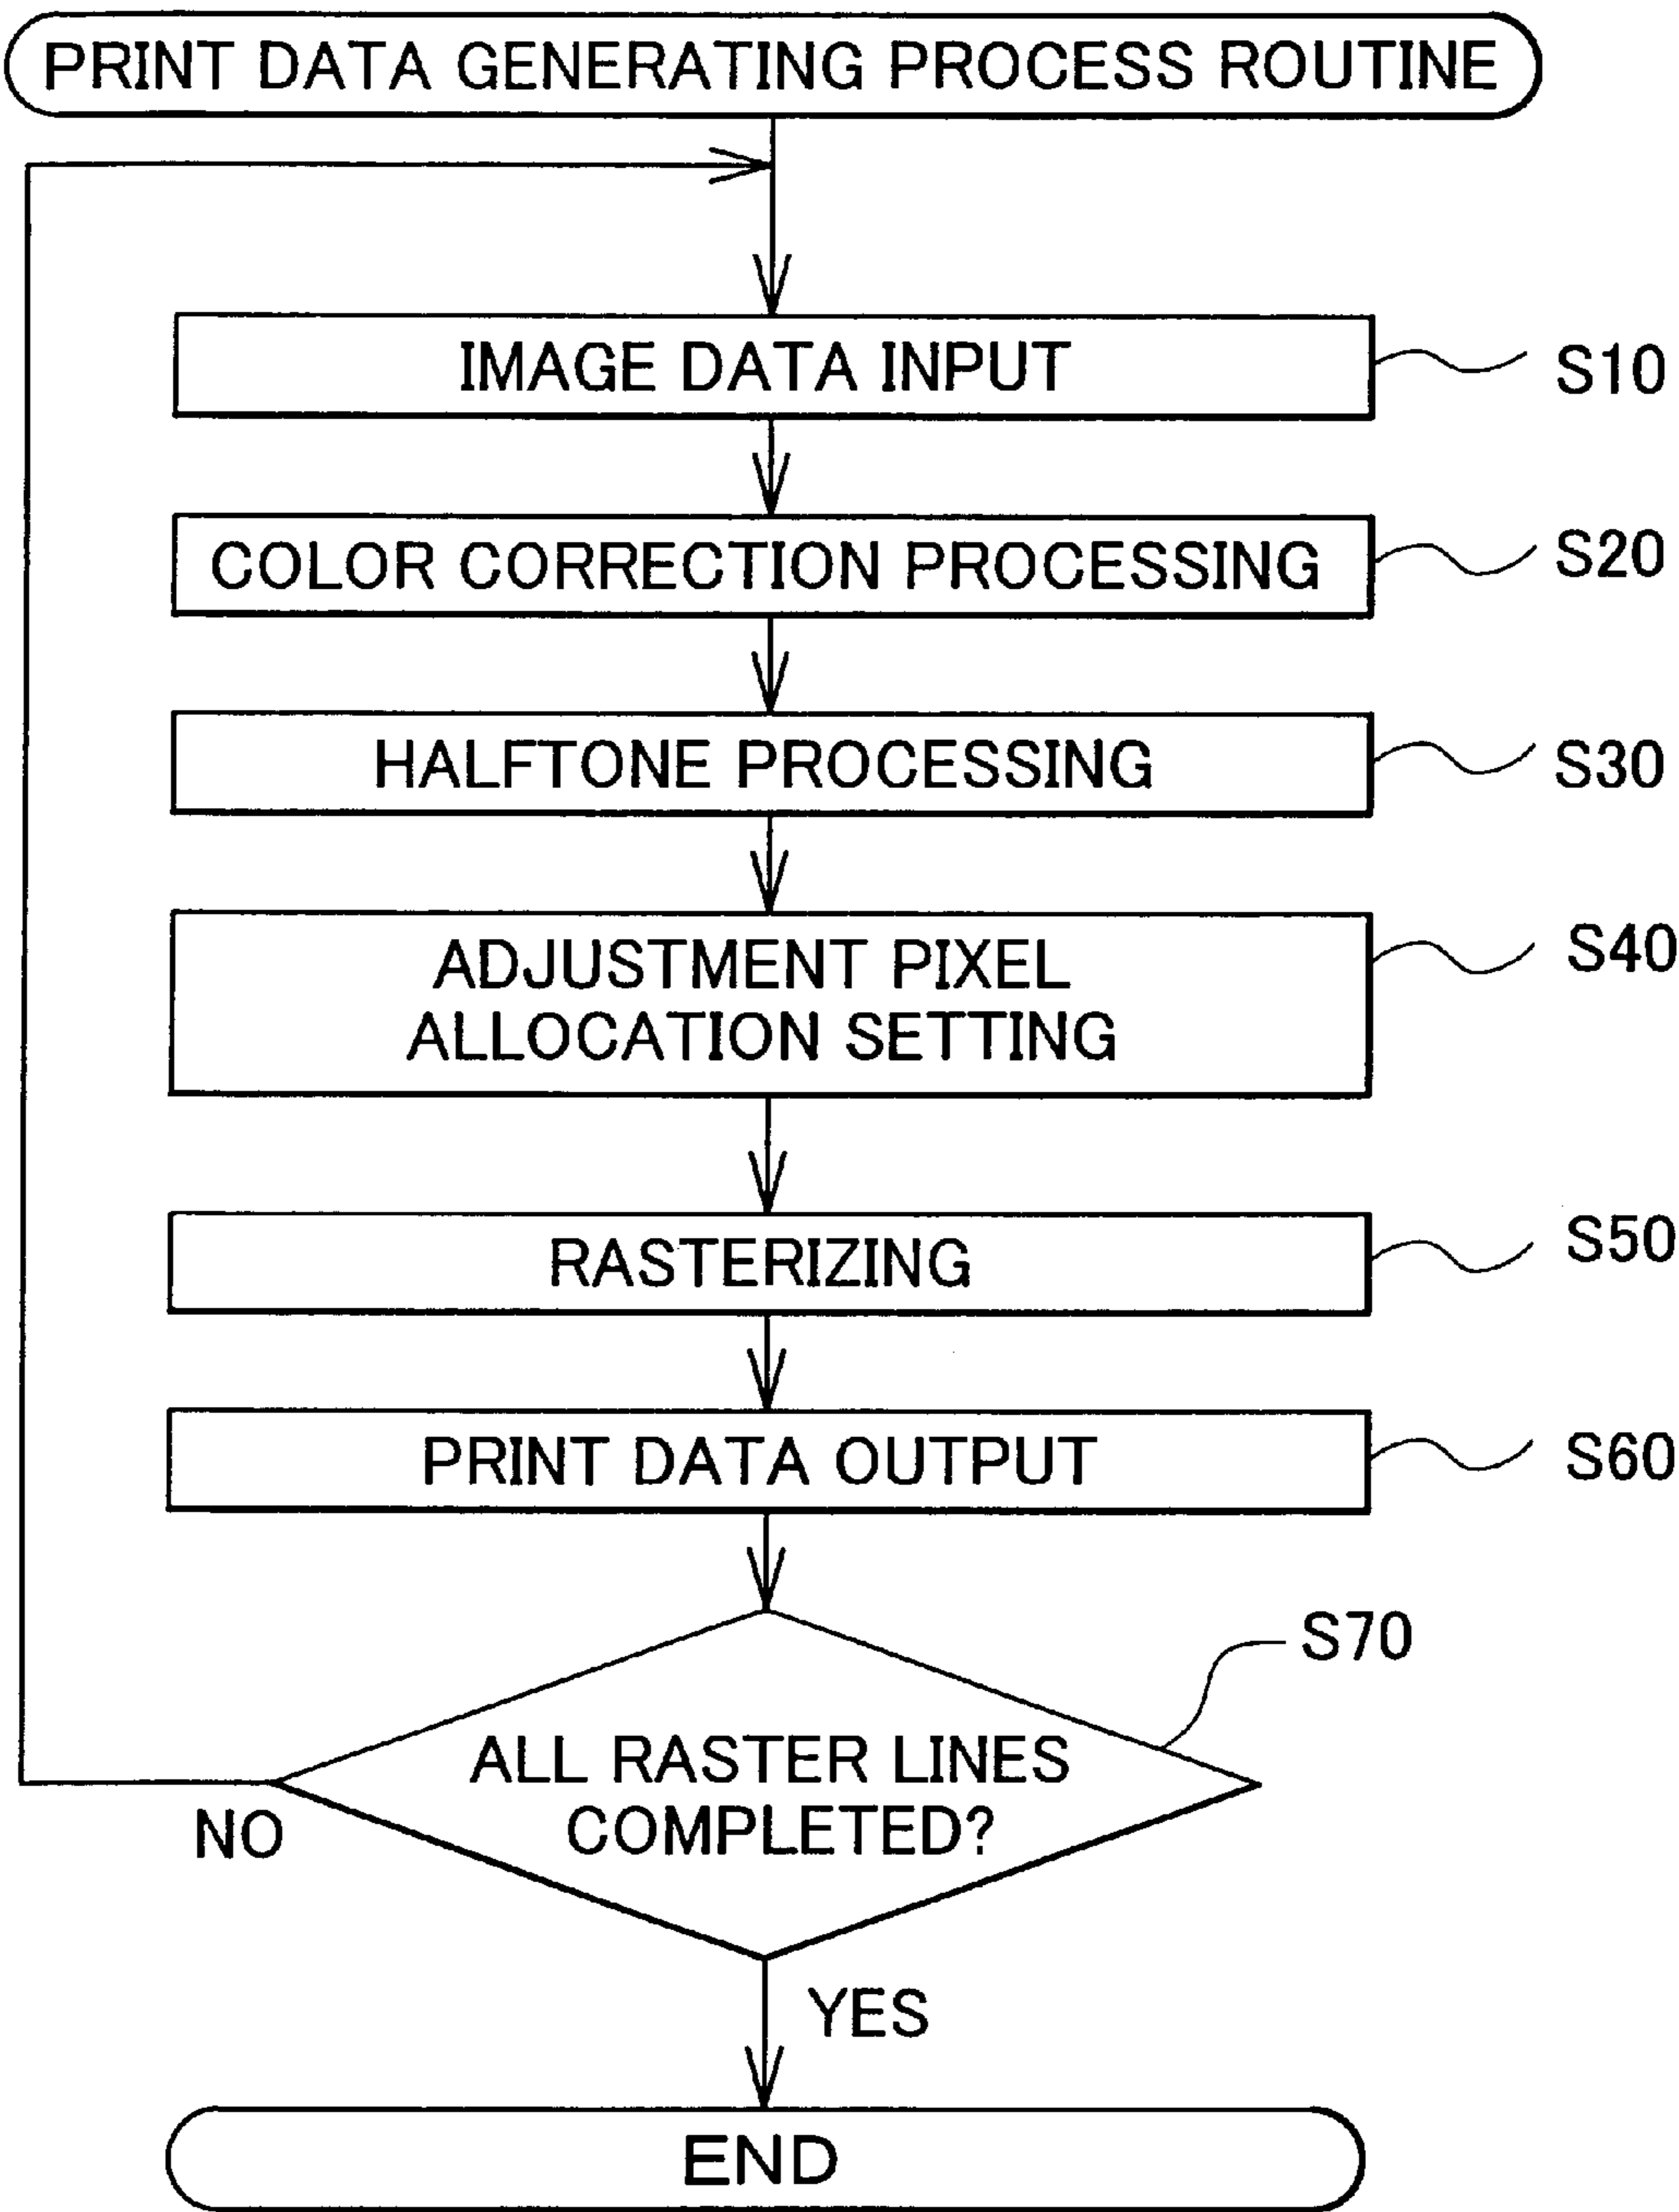 PRINT DATA GENERATING PROCESS ROUTINE
IMAGE DATA INPUT
S10
COLOR CORRECTION PROCESSING
S20
HALFTONE PROCESSING
S30
ADJUSTMENT PIXEL
ALLOCATION SETTING
S40
RASTERIZING
S50
PRINT DATA OUTPUT
S60
S70
ALL RASTER LINES
COMPLETED?
NO
YES
END